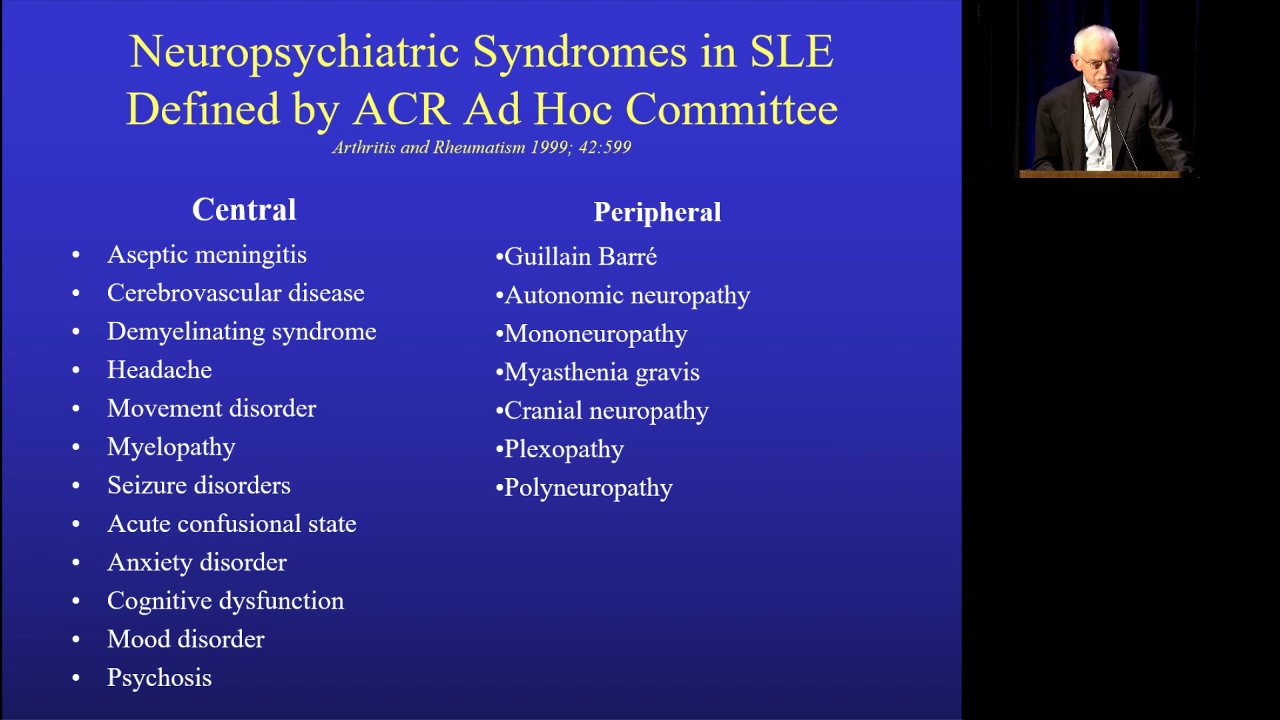 Neuropsychiatric Syndromes in SLE
Defined by ACR Ad Hoc Committee
Arthritis and Rheumatism 1999; 42:599
Central
• Aseptic meningitis
• Cerebrovascular disease
• Demyelinating syndrome
• Headache
• Movement disorder
• Myelopathy
• Seizure disorders
• Acute confusional state
• Anxiety disorder
• Cognitive dysfunction
• Mood disorder
• Psychosis
Peripheral
•Guillain Barré
•Autonomic neuropathy
•Mononeuropathy
•Myasthenia gravis
•Cranial neuropathy
•Plexopathy
•Polyneuropathy